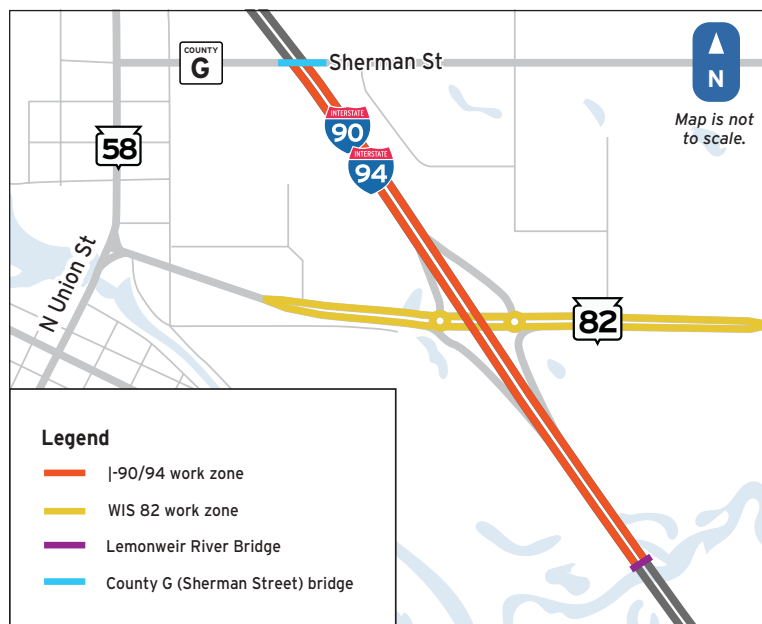 COUNTY
G
Sherman St
N
Map is not
to scale.
INTERSTATE
90
INTERSTATE
94
58
N Union St
82
Legend
|-90/94 work zone
WIS 82 work zone
Lemonweir River Bridge
County G (Sherman Street) bridge